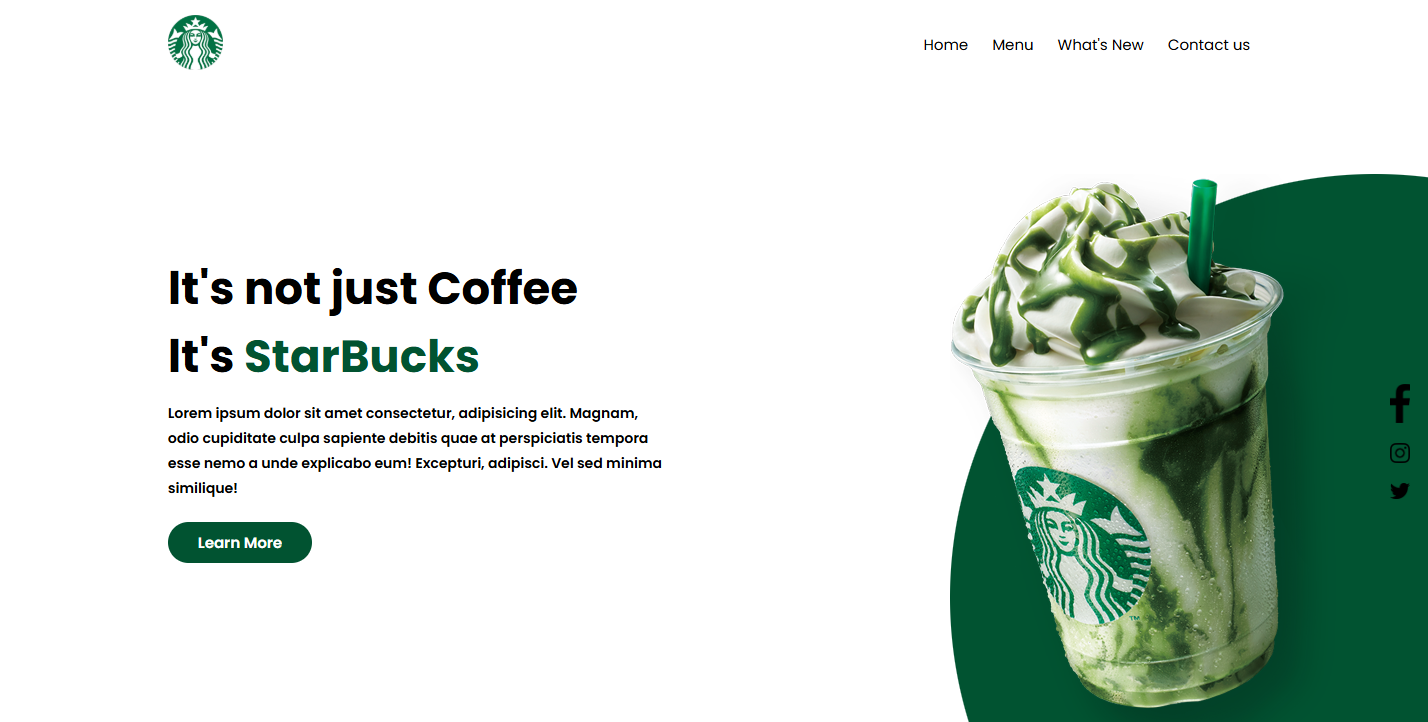 Home Menu What's New Contact us
It's not just Coffee
It's StarBucks
Lorem ipsum dolor sit amet consectetur, adipisicing elit. Magnam,
odio cupiditate culpa sapiente debitis quae at perspiciatis tempora
esse nemo a unde explicabo eum! Excepturi, adipisci. Vel sed minima
similique!
Learn More
TM